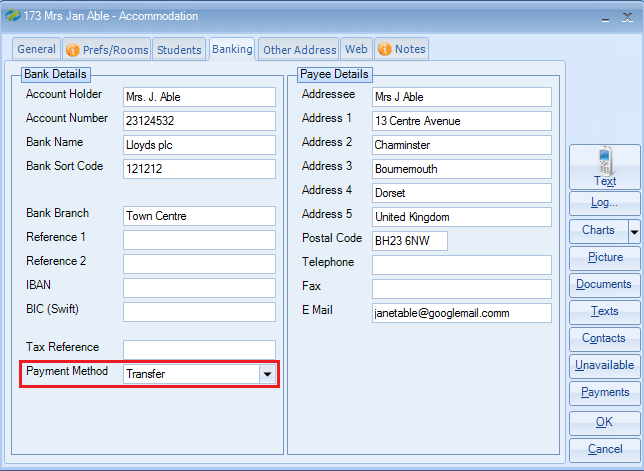 173 Mrs Jan Able - Accommodation
General Prefs/Rooms Students Banking Other Address Web Notes
Bank Details
Account Holder Mrs. J. Able
Account Number 23124532
Bank Name Lloyds plc
Bank Sort Code 121212
Bank Branch Town Centre
Reference 1
Reference 2
IBAN
BIC (Swift)
Tax Reference
Payment Method Transfer
Payee Details
Addressee Mrs J Able
Address 1 13 Centre Avenue
Address 2 Charminster
Address 3 Bournemouth
Address 4 Dorset
Address 5 United Kingdom
Postal Code BH23 6NW
Telephone
Fax
E Mail janetable@googlemail.comm
Text
Log...
Charts
Picture
Documents
Texts
Contacts
Unavailable
Payments
OK
Cancel